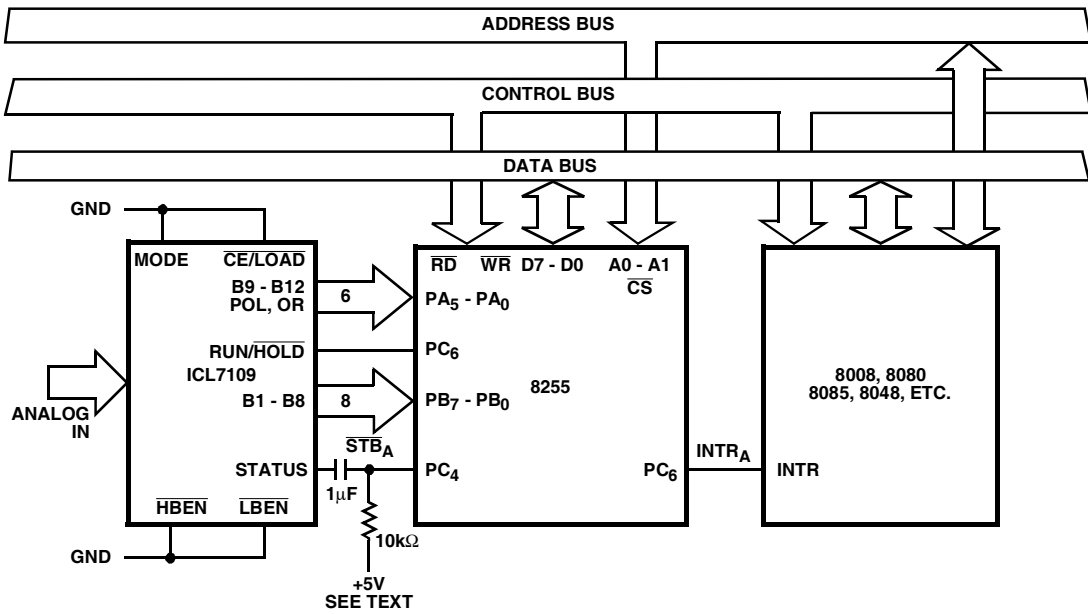 ADDRESS BUS
CONTROL BUS
DATA BUS
GND
MODE
CE/LOAD
B9 - B12
POL, OR
6
RUN/HOLD
ICL7109
B1 - B8
8
ANALOG
IN
STATUS
HBEN
LBEN
GND
1μF
STBA
10kΩ
+5V
SEE TEXT
RD
WR
D7 - D0
A0 - A1
CS
PA5 - PA0
PC6
8255
PB7 - PB0
PC4
PC6
INTRA
INTR
8008, 8080
8085, 8048, ETC.